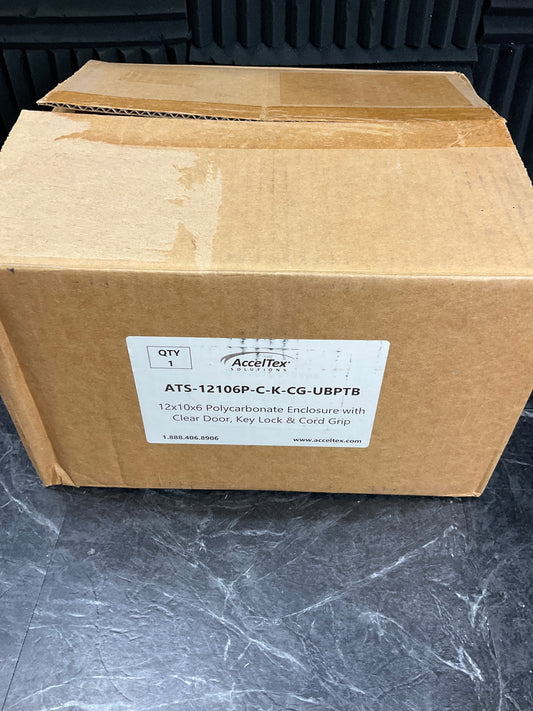 QTY
1
AccelTex
SOLUTIONS
ATS-12106P-C-K-CG-UBPTB
12x10x6 Polycarbonate Enclosure with
Clear Door, Key Lock & Cord Grip
1.888.406.8906 www.acceltex.com